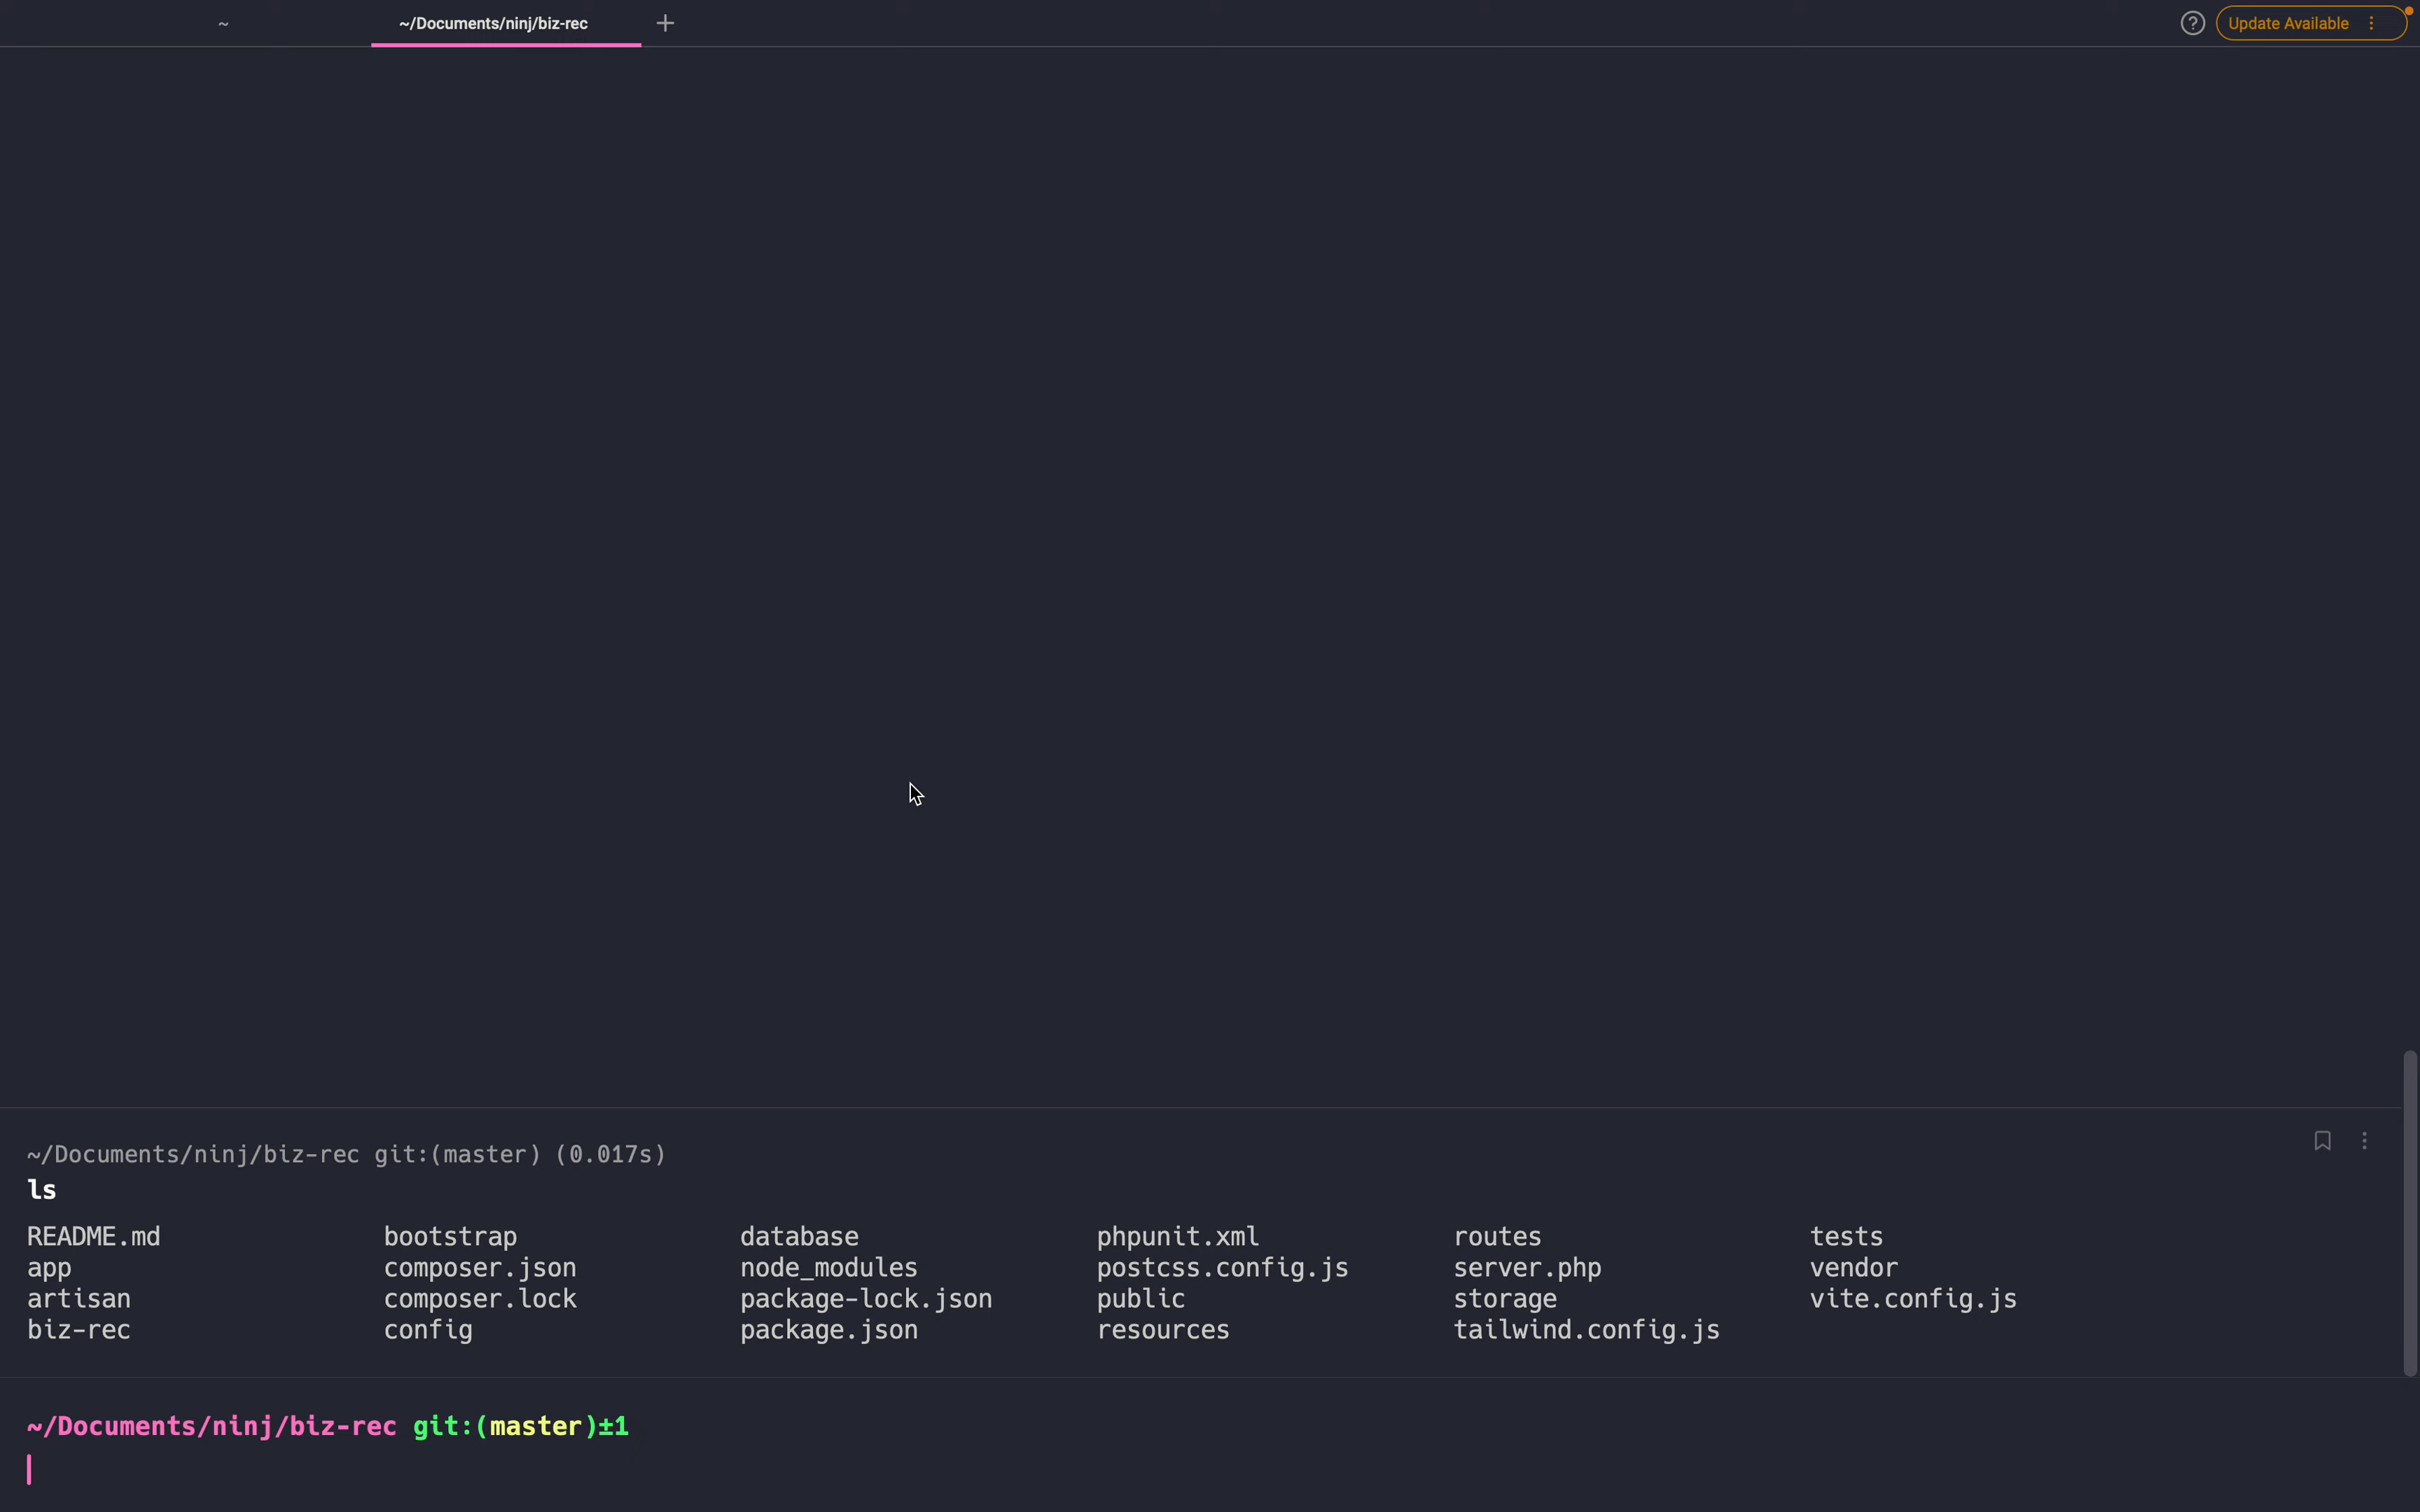 ~ ~/Documents/ninj/biz-rec + ? Update Available
~/Documents/ninj/biz-rec git:(master) (0.017s)
ls
README.md bootstrap database phpunit.xml routes tests
app composer.json node_modules postcss.config.js server.php vendor
artisan composer.lock package-lock.json public storage vite.config.js
biz-rec config package.json resources tailwind.config.js
~/Documents/ninj/biz-rec git:(master)±1